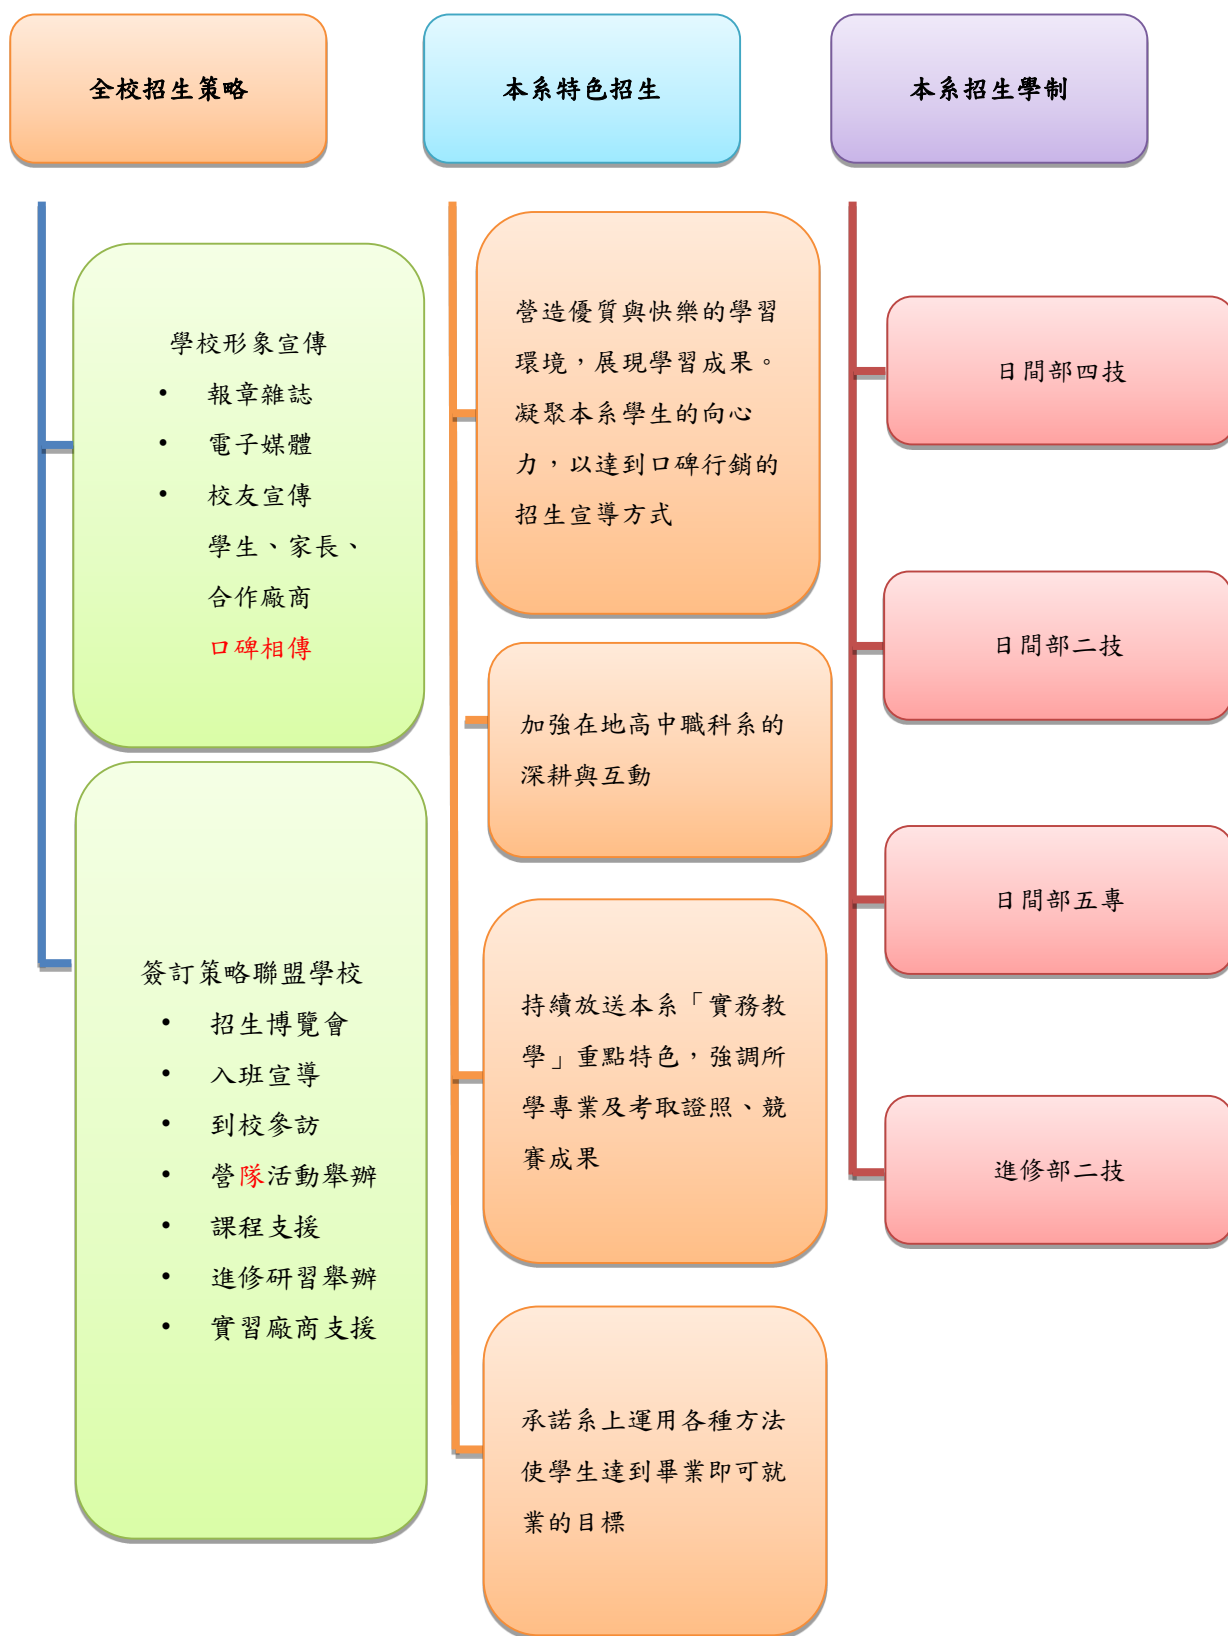 全校招生策略
學校形象宣傳
• 報章雜誌
• 電子媒體
• 校友宣傳
學生、家長、
合作廠商
口碑相傳
簽訂策略聯盟學校
• 招生博覽會
• 入班宣導
• 到校參訪
• 營隊活動舉辦
• 課程支援
• 進修研習舉辦
• 實習廠商支援
本系特色招生
營造優質與快樂的學習
環境，展現學習成果。
凝聚本系學生的向心
力，以達到口碑行銷的
招生宣導方式
加強在地高中職科系的
深耕與互動
持續放送本系「實務教
學」重點特色，強調所
學專業及考取證照、競
賽成果
承諾系上運用各種方法
使學生達到畢業即可就
業的目標
本系招生學制
日間部四技
日間部二技
日間部五專
進修部二技